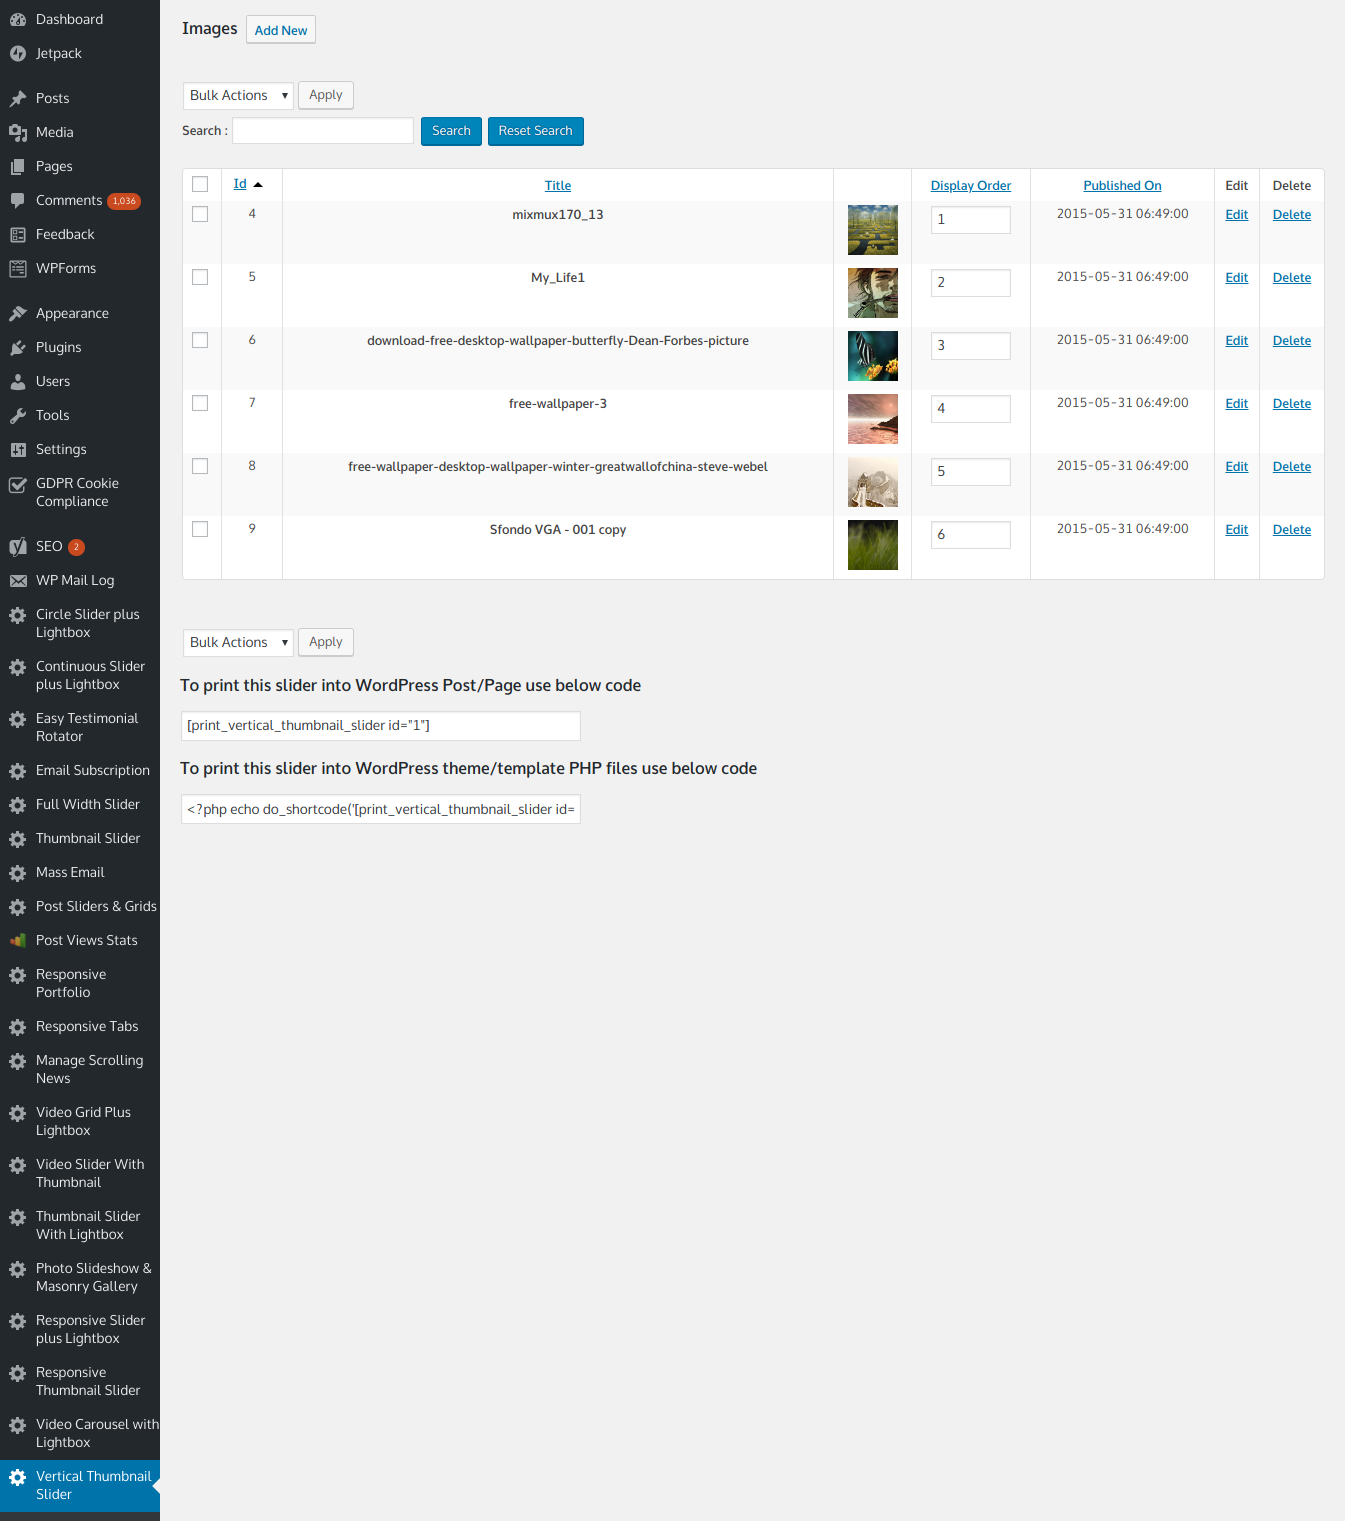 Dashboard
Jetpack
Posts
Media
Pages
Comments 1,036
Feedback
WPForms
Appearance
Plugins
Users
Tools
Settings
GDPR Cookie
Compliance
SEO 2
WP Mail Log
Circle Slider plus
Lightbox
Continuous Slider
plus Lightbox
Easy Testimonial
Rotator
Email Subscription
Full Width Slider
Thumbnail Slider
Mass Email
Post Sliders & Grids
Post Views Stats
Responsive
Portfolio
Responsive Tabs
Manage Scrolling
News
Video Grid Plus
Lightbox
Video Slider With
Thumbnail
Thumbnail Slider
With Lightbox
Photo Slideshow &
Masonry Gallery
Responsive Slider
plus Lightbox
Responsive
Thumbnail Slider
Video Carousel with
Lightbox
Vertical Thumbnail
Slider
Images Add New
Bulk Actions Apply
Search : Search Reset Search
Id Title Display Order Published On Edit Delete
4 mixmux170_13 1 2015-05-31 06:49:00 Edit Delete
5 My_Life1 2 2015-05-31 06:49:00 Edit Delete
6 download-free-desktop-wallpaper-butterfly-Dean-Forbes-picture 3 2015-05-31 06:49:00 Edit Delete
7 free-wallpaper-3 4 2015-05-31 06:49:00 Edit Delete
8 free-wallpaper-desktop-wallpaper-winter-greatwallofchina-steve-webel 5 2015-05-31 06:49:00 Edit Delete
9 Sfondo VGA - 001 copy 6 2015-05-31 06:49:00 Edit Delete
Bulk Actions Apply
To print this slider into WordPress Post/Page use below code
[print_vertical_thumbnail_slider id="1"]
To print this slider into WordPress theme/template PHP files use below code
<?php echo do_shortcode('[print_vertical_thumbnail_slider id=